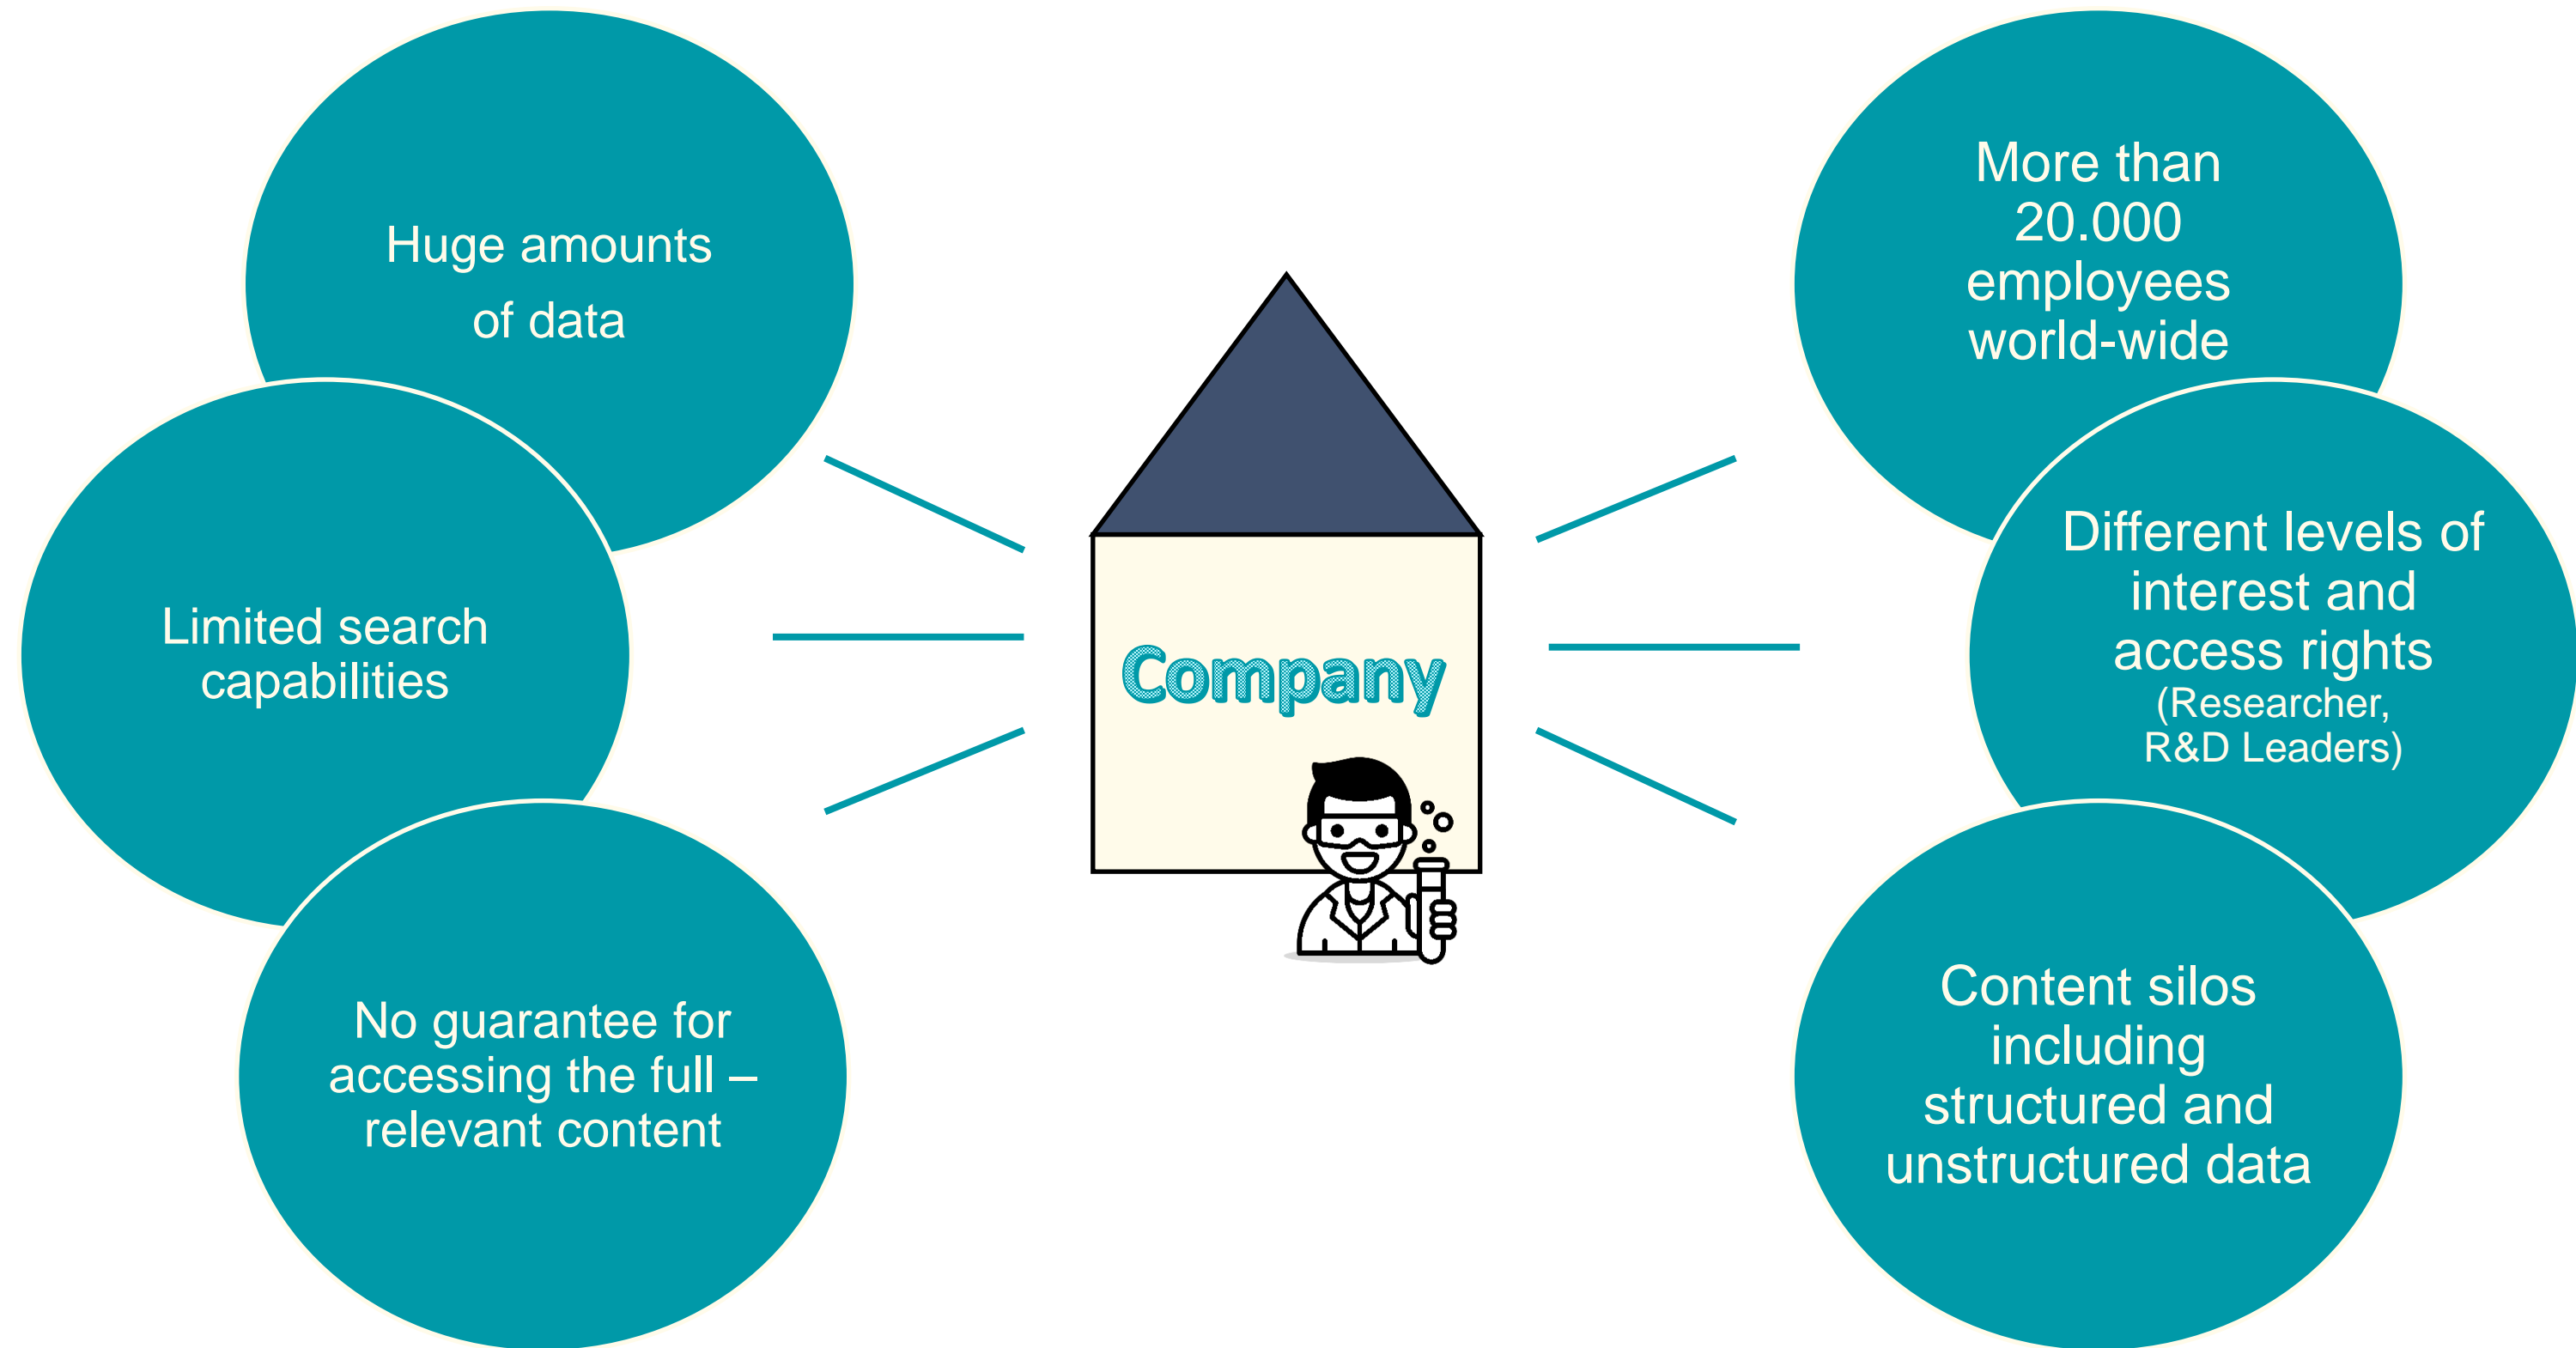 Huge amounts
of data
Limited search
capabilities
No guarantee for
accessing the full –
relevant content
Company
More than
20.000
employees
world-wide
Different levels of
interest and
access rights
(Researcher,
R&D Leaders)
Content silos
including
structured and
unstructured data